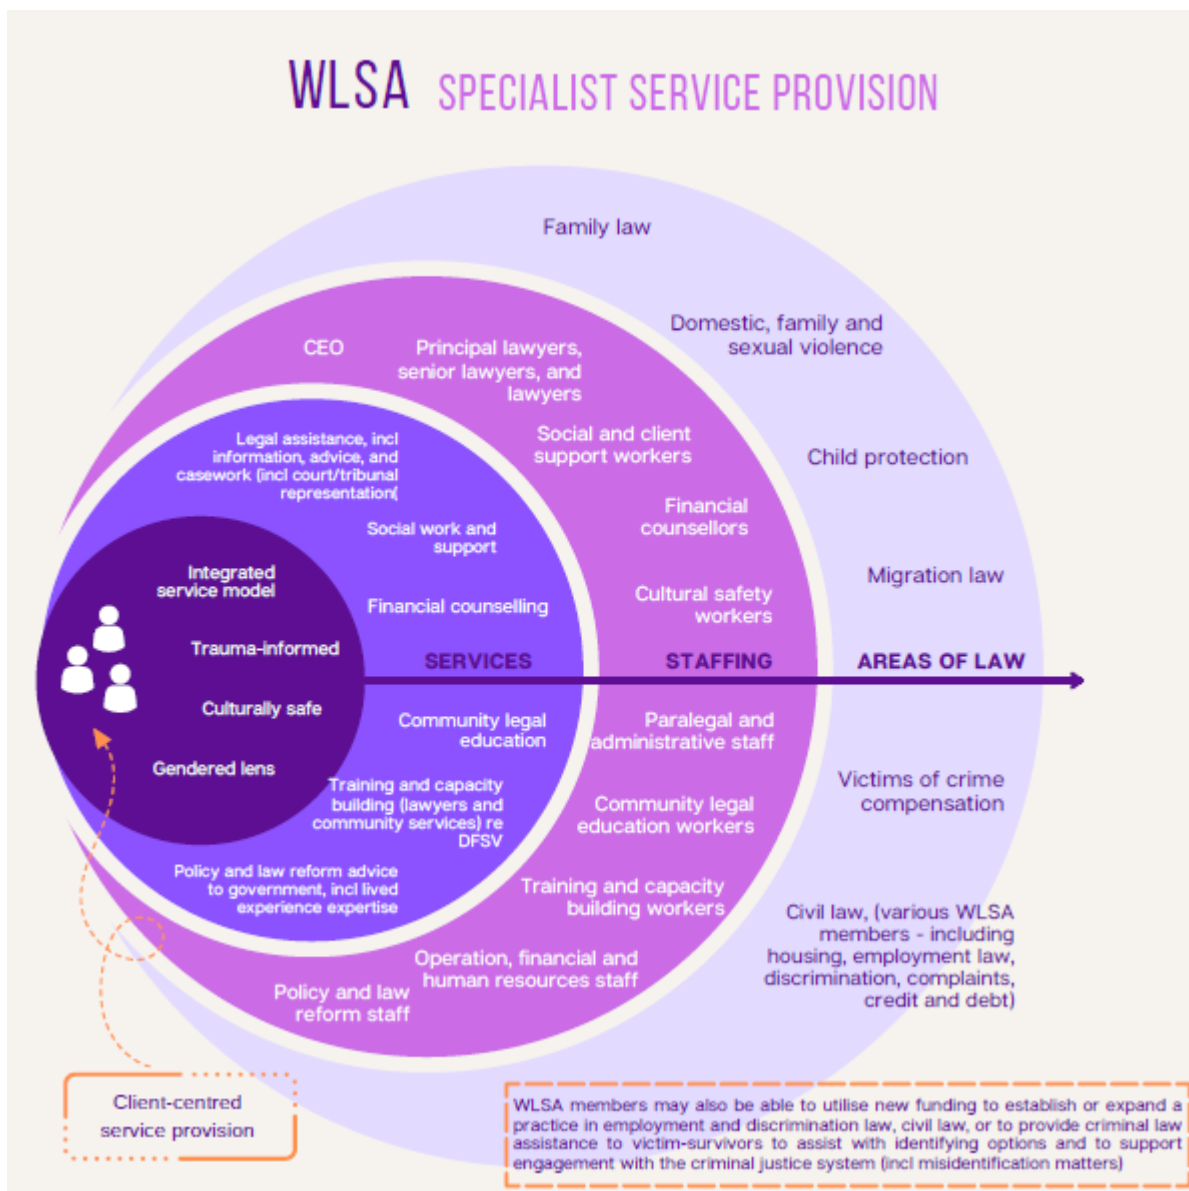 WLSA SPECIALIST SERVICE PROVISION
Family law
Domestic, family and
sexual violence
Child protection
Migration law
AREAS OF LAW
Victims of crime
compensation
Civil law, (various WLSA
members - including
housing, employment law,
discrimination, complaints,
credit and debt)
CEO
Principal lawyers,
senior lawyers, and
lawyers
Social and client
support workers
Financial
counsellors
Cultural safety
workers
STAFFING
Paralegal and
administrative staff
Community legal
education workers
Training and capacity
building workers
Operation, financial and
human resources staff
Policy and law
reform staff
Legal assistance, incl
information, advice, and
casework (incl court/tribunal
representation(
Social work and
support
Financial counselling
SERVICES
Community legal
education
Training and capacity
building (lawyers and
community services) re
DFSV
Policy and law reform advice
to government, incl lived
experience expertise
Integrated
service model
Trauma-informed
Culturally safe
Gendered lens
Client-centred
service provision
WLSA members may also be able to utilise new funding to establish or expand a
practice in employment and discrimination law, civil law, or to provide criminal law
assistance to victim-survivors to assist with identifying options and to support
engagement with the criminal justice system (incl misidentification matters)